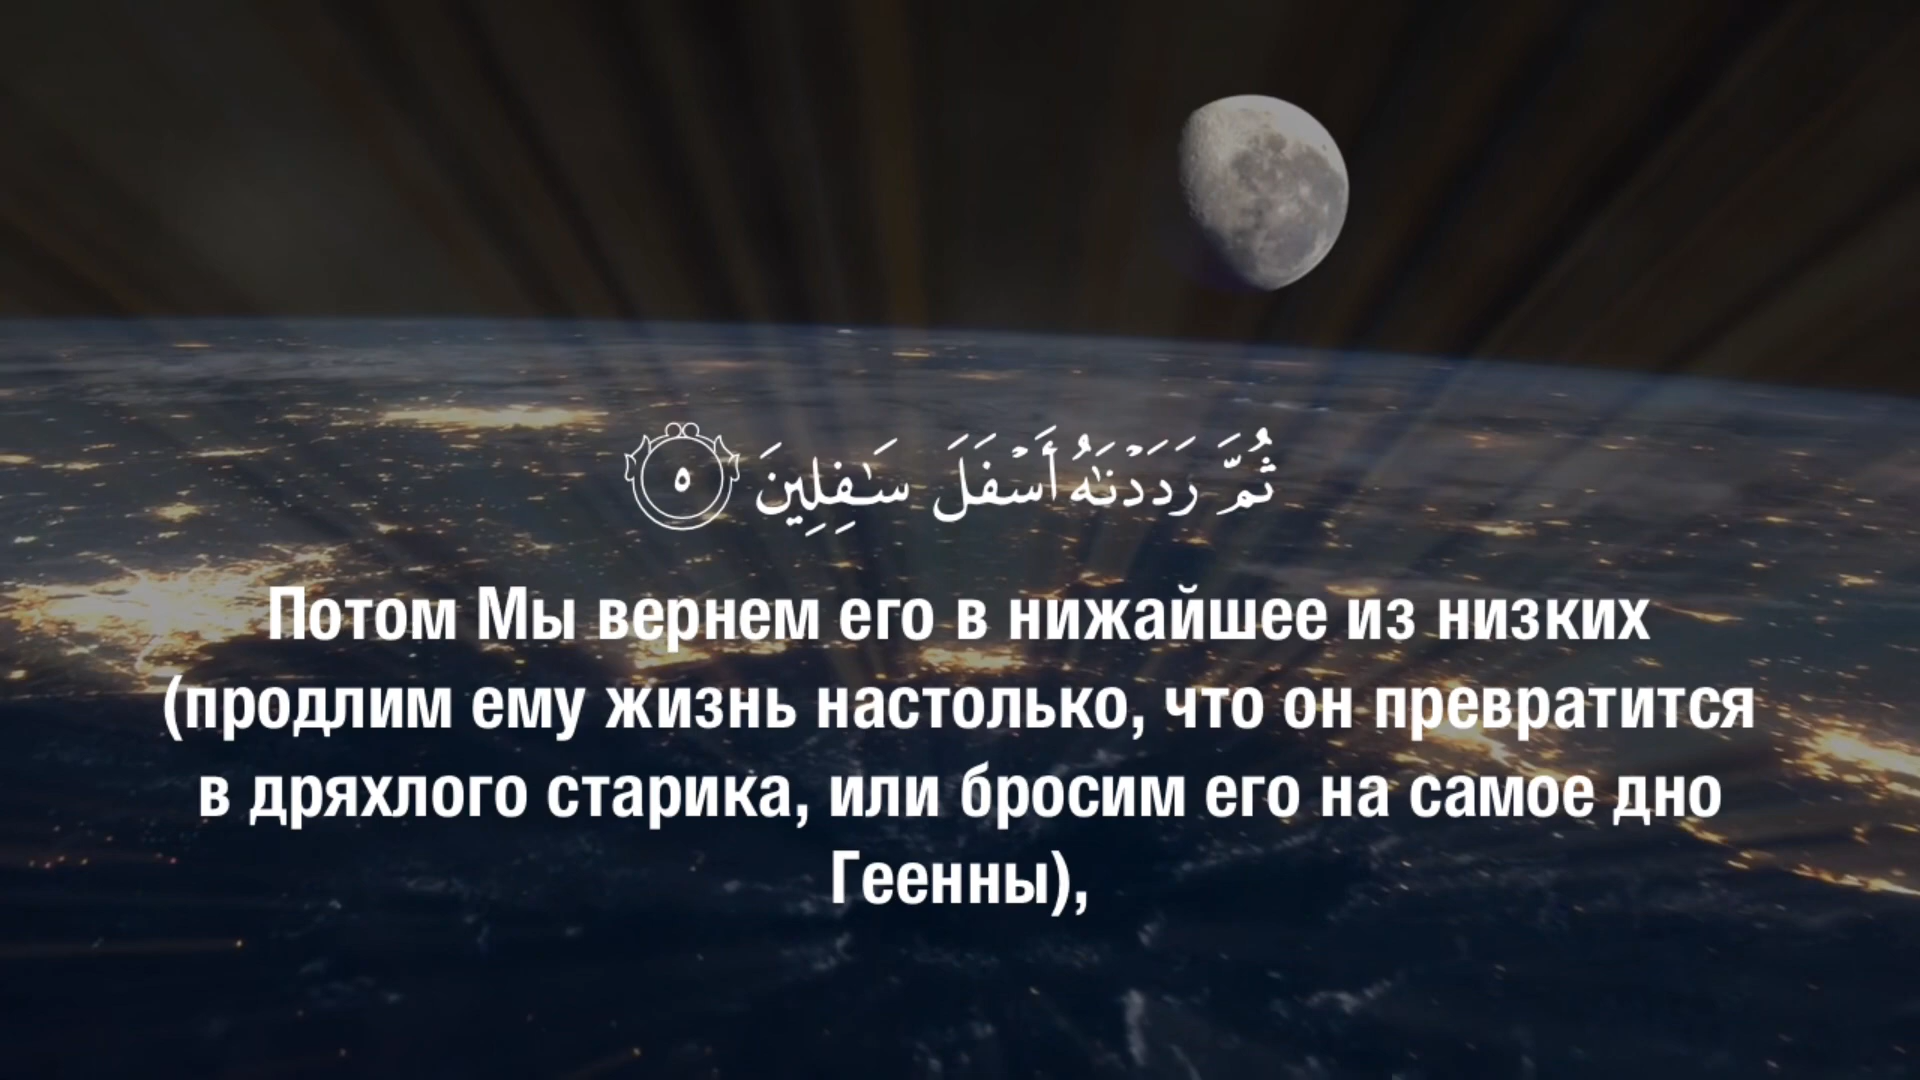 ثُمَّ رَدَدْنَٰهُ أَسْفَلَ سَٰفِلِينَ ٥
Потом Мы вернем его в нижайшее из низких
(продлим ему жизнь настолько, что он превратится
в дряхлого старика, или бросим его на самое дно
Геенны),